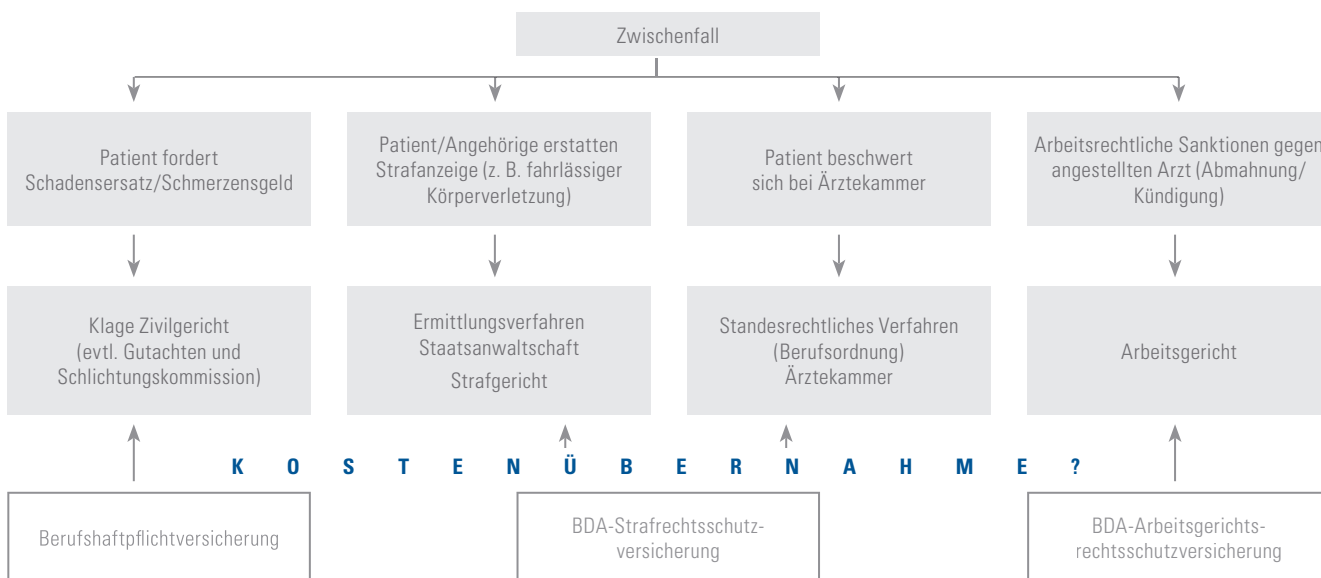 Zwischenfall
Patient fordert
Schadensersatz/Schmerzensgeld
Patient/Angehörige erstatten
Strafanzeige (z. B. fahrlässiger
Körperverletzung)
Patient beschwert
sich bei Ärztekammer
Arbeitsrechtliche Sanktionen gegen
angestellten Arzt (Abmahnung/
Kündigung)
Klage Zivilgericht
(evtl. Gutachten und
Schlichtungskommission)
Ermittlungsverfahren
Staatsanwaltschaft
Strafgericht
Standesrechtliches Verfahren
(Berufsordnung)
Ärztekammer
Arbeitsgericht
KOSTENÜBERNAHME?
Berufshaftpflichtversicherung
BDA-Strafrechtsschutz-
versicherung
BDA-Arbeitsgerichts-
rechtsschutzversicherung